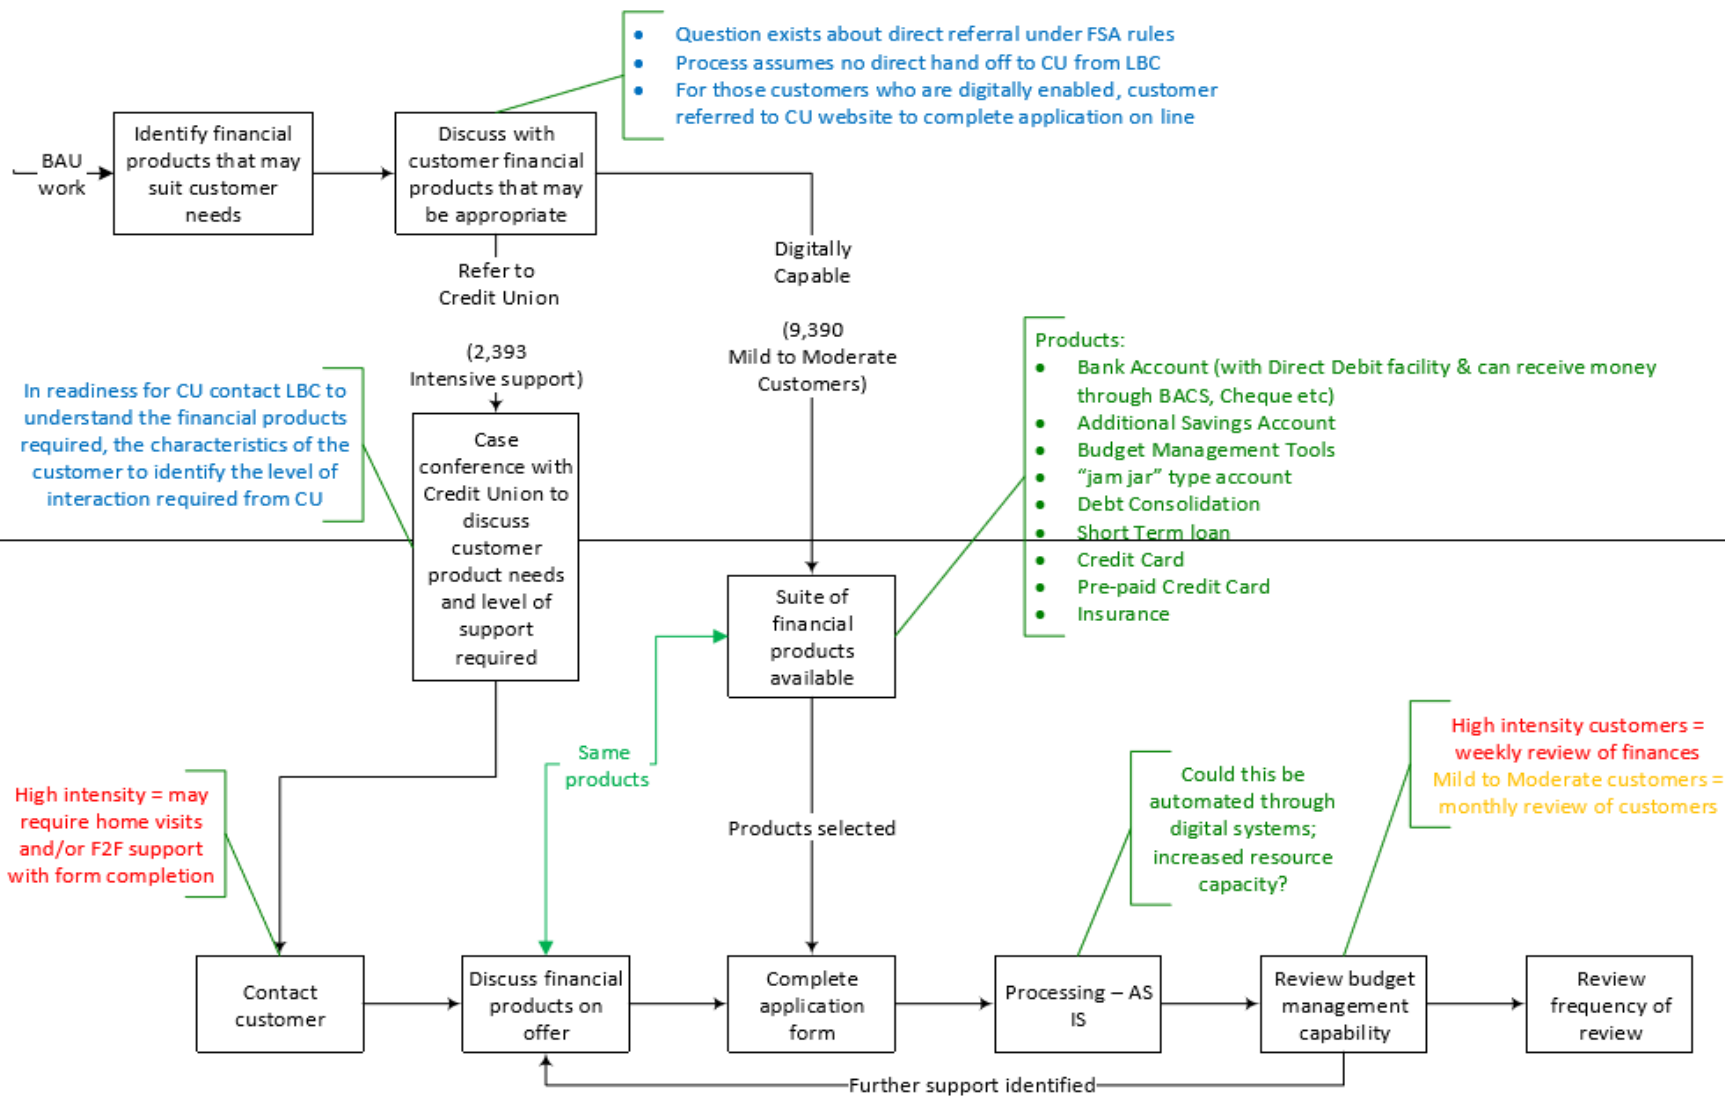 • Question exists about direct referral under FSA rules
• Process assumes no direct hand off to CU from LBC
• For those customers who are digitally enabled, customer
referred to CU website to complete application on line
BAU
work
Identify financial
products that may
suit customer
needs
Discuss with
customer financial
products that may
be appropriate
Refer to
Credit Union
(2,393
Intensive support)
Digitally
Capable
(9,390
Mild to Moderate
Customers)
In readiness for CU contact LBC to
understand the financial products
required, the characteristics of the
customer to identify the level of
interaction required from CU
Case
conference with
Credit Union to
discuss
customer
product needs
and level of
support
required
Products:
• Bank Account (with Direct Debit facility & can receive money
through BACS, Cheque etc)
• Additional Savings Account
• Budget Management Tools
• “jam jar” type account
• Debt Consolidation
• Short Term loan
• Credit Card
• Pre-paid Credit Card
• Insurance
Suite of
financial
products
available
Same
products
Products selected
High intensity = may
require home visits
and/or F2F support
with form completion
Could this be
automated through
digital systems;
increased resource
capacity?
High intensity customers =
weekly review of finances
Mild to Moderate customers =
monthly review of customers
Contact
customer
Discuss financial
products on
offer
Complete
application
form
Processing – AS
IS
Review budget
management
capability
Review
frequency of
review
Further support identified